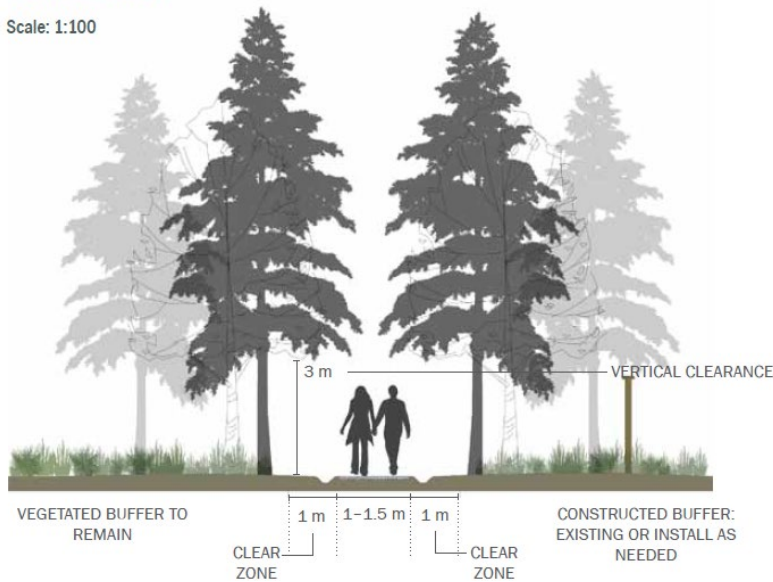 Scale: 1:100
3 m
VERTICAL CLEARANCE
VEGETATED BUFFER TO
REMAIN
1 m
1–1.5 m
1 m
CLEAR
ZONE
CLEAR
ZONE
CONSTRUCTED BUFFER:
EXISTING OR INSTALL AS
NEEDED